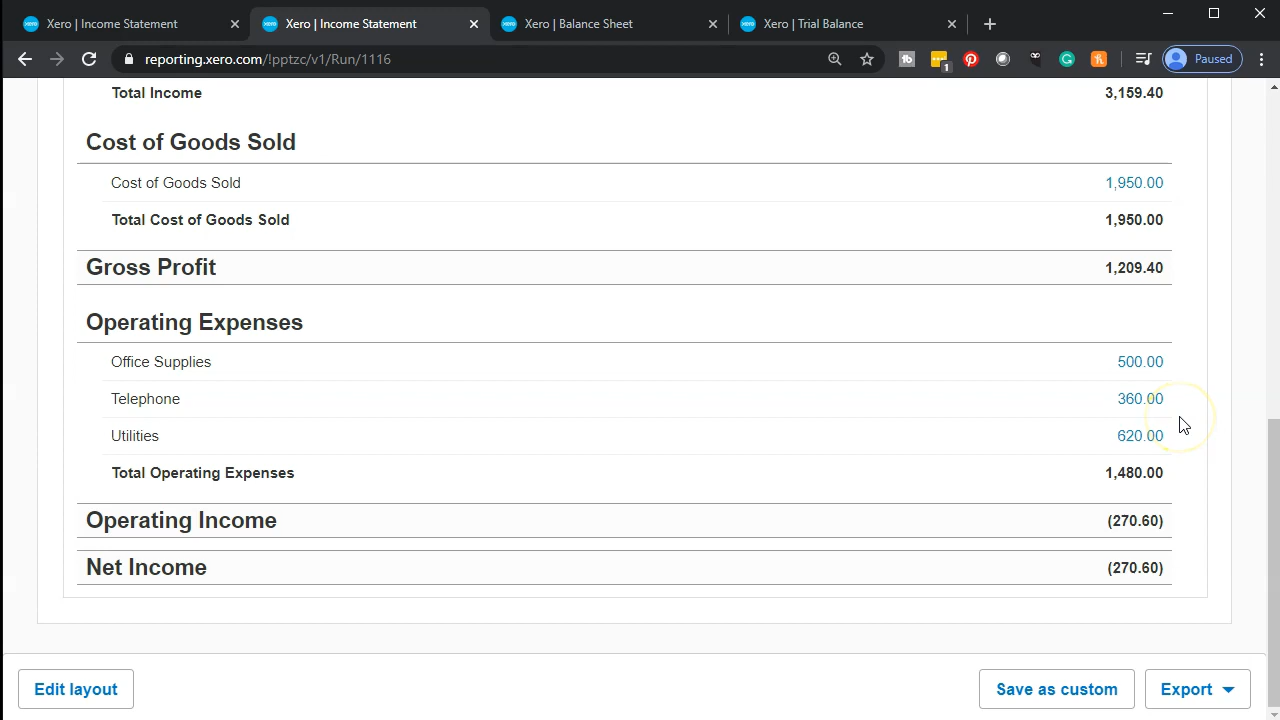 Xero | Income Statement
Xero | Income Statement
Xero | Balance Sheet
Xero | Trial Balance
reporting.xero.com/!pptzc/v1/Run/1116
1
Paused
Total Income 3,159.40
Cost of Goods Sold
Cost of Goods Sold 1,950.00
Total Cost of Goods Sold 1,950.00
Gross Profit 1,209.40
Operating Expenses
Office Supplies 500.00
Telephone 360.00
Utilities 620.00
Total Operating Expenses 1,480.00
Operating Income (270.60)
Net Income (270.60)
Edit layout
Save as custom
Export